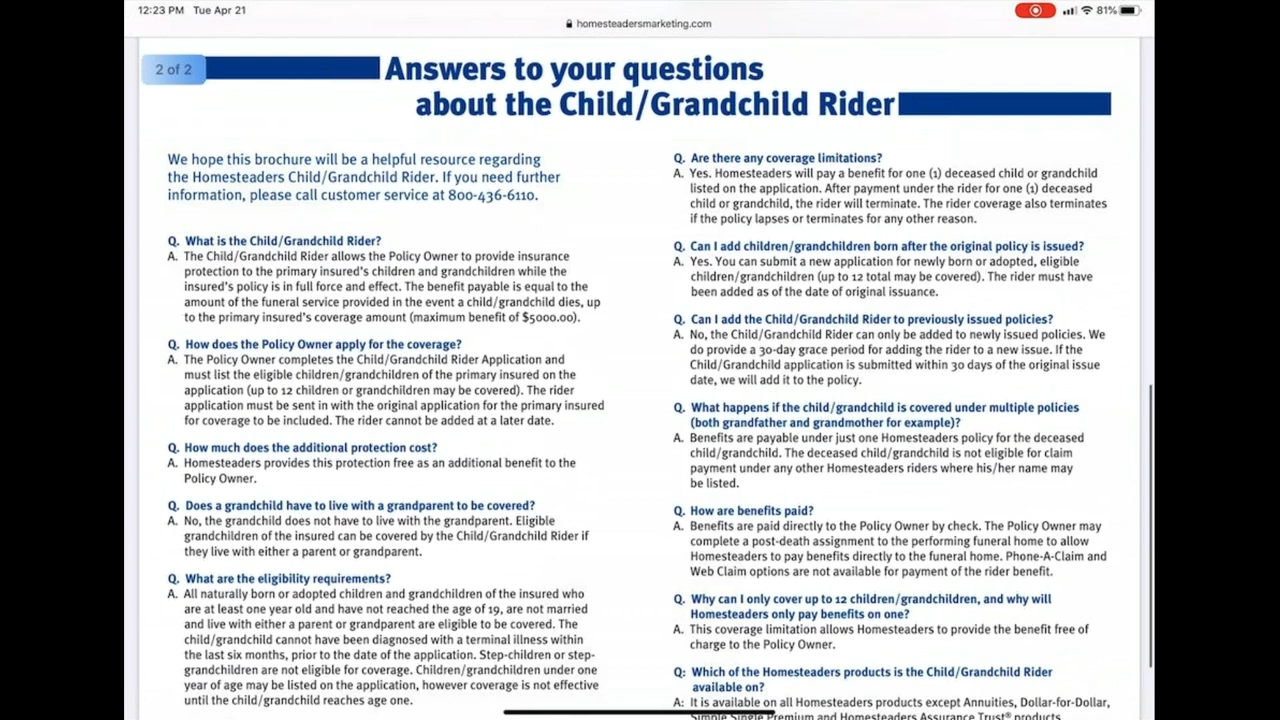 12:23 PM Tue Apr 21
81%
homesteadersmarketing.com
2 of 2
Answers to your questions
about the Child/Grandchild Rider
We hope this brochure will be a helpful resource regarding
the Homesteaders Child/Grandchild Rider. If you need further
information, please call customer service at 800-436-6110.
Q. What is the Child/Grandchild Rider?
A. The Child/Grandchild Rider allows the Policy Owner to provide insurance
protection to the primary insured's children and grandchildren while the
insured's policy is in full force and effect. The benefit payable is equal to the
amount of the funeral service provided in the event a child/grandchild dies, up
to the primary insured's coverage amount (maximum benefit of $5000.00).
Q. How does the Policy Owner apply for the coverage?
A. The Policy Owner completes the Child/Grandchild Rider Application and
must list the eligible children/grandchildren of the primary insured on the
application (up to 12 children or grandchildren may be covered). The rider
application must be sent in with the original application for the primary insured
for coverage to be included. The rider cannot be added at a later date.
Q. How much does the additional protection cost?
A. Homesteaders provides this protection free as an additional benefit to the
Policy Owner.
Q. Does a grandchild have to live with a grandparent to be covered?
A. No, the grandchild does not have to live with the grandparent. Eligible
grandchildren of the insured can be covered by the Child/Grandchild Rider if
they live with either a parent or grandparent.
Q. What are the eligibility requirements?
A. All naturally born or adopted children and grandchildren of the insured who
are at least one year old and have not reached the age of 19, are not married
and live with either a parent or grandparent are eligible to be covered. The
child/grandchild cannot have been diagnosed with a terminal illness within
the last six months, prior to the date of the application. Step-children or step-
grandchildren are not eligible for coverage. Children/grandchildren under one
year of age may be listed on the application, however coverage is not effective
until the child/grandchild reaches age one.
Q. Are there any coverage limitations?
A. Yes. Homesteaders will pay a benefit for one (1) deceased child or grandchild
listed on the application. After payment under the rider for one (1) deceased
child or grandchild, the rider will terminate. The rider coverage also terminates
if the policy lapses or terminates for any other reason.
Q. Can I add children/grandchildren born after the original policy is issued?
A. Yes. You can submit a new application for newly born or adopted, eligible
children/grandchildren (up to 12 total may be covered). The rider must have
been added as of the date of original issuance.
Q. Can I add the Child/Grandchild Rider to previously issued policies?
A. No, the Child/Grandchild Rider can only be added to newly issued policies. We
do provide a 30-day grace period for adding the rider to a new issue. If the
Child/Grandchild application is submitted within 30 days of the original issue
date, we will add it to the policy.
Q. What happens if the child/grandchild is covered under multiple policies
(both grandfather and grandmother for example)?
A. Benefits are payable under just one Homesteaders policy for the deceased
child/grandchild. The deceased child/grandchild is not eligible for claim
payment under any other Homesteaders riders where his/her name may
be listed.
Q. How are benefits paid?
A. Benefits are paid directly to the Policy Owner by check. The Policy Owner may
complete a post-death assignment to the performing funeral home to allow
Homesteaders to pay benefits directly to the funeral home. Phone-A-Claim and
Web Claim options are not available for payment of the rider benefit.
Q. Why can I only cover up to 12 children/grandchildren, and why will
Homesteaders only pay benefits on one?
A. This coverage limitation allows Homesteaders to provide the benefit free of
charge to the Policy Owner.
Q: Which of the Homesteaders products is the Child/Grandchild Rider
available on?
A: It is available on all Homesteaders products except Annuities, Dollar-for-Dollar,
Simple Single Premium and Homesteaders Assurance Trust® products